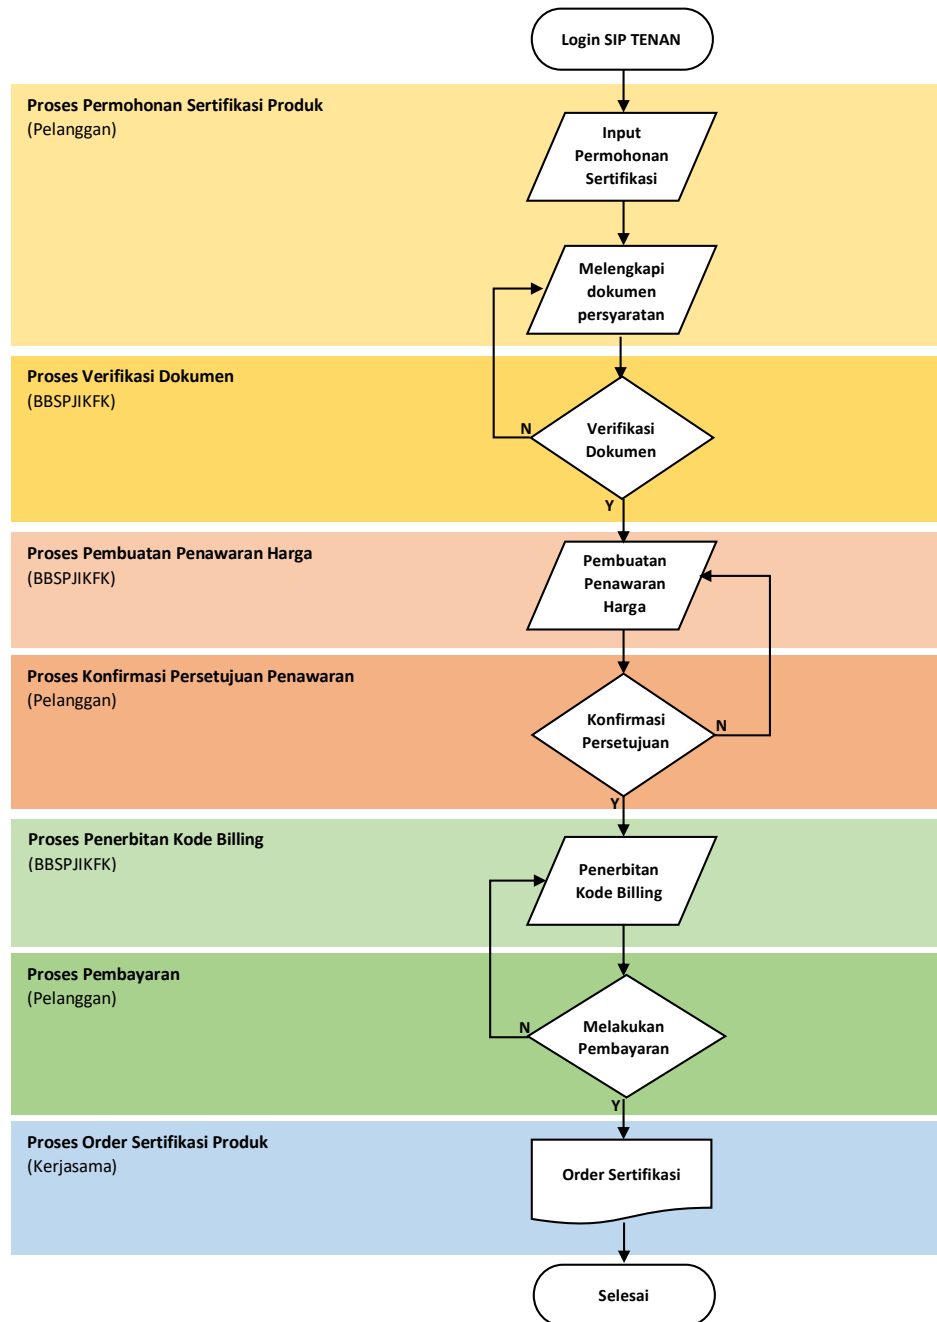 Login SIP TENAN
Proses Permohonan Sertifikasi Produk
(Pelanggan)
Input
Permohonan
Sertifikasi
Melengkapi
dokumen
persyaratan
Proses Verifikasi Dokumen
(BBSPJIKFK)
N
Verifikasi
Dokumen
Y
Proses Pembuatan Penawaran Harga
(BBSPJIKFK)
Pembuatan
Penawaran
Harga
Proses Konfirmasi Persetujuan Penawaran
(Pelanggan)
Konfirmasi
Persetujuan
N
Y
Proses Penerbitan Kode Billing
(BBSPJIKFK)
Penerbitan
Kode Billing
Proses Pembayaran
(Pelanggan)
N
Melakukan
Pembayaran
Y
Proses Order Sertifikasi Produk
(Kerjasama)
Order Sertifikasi
Selesai